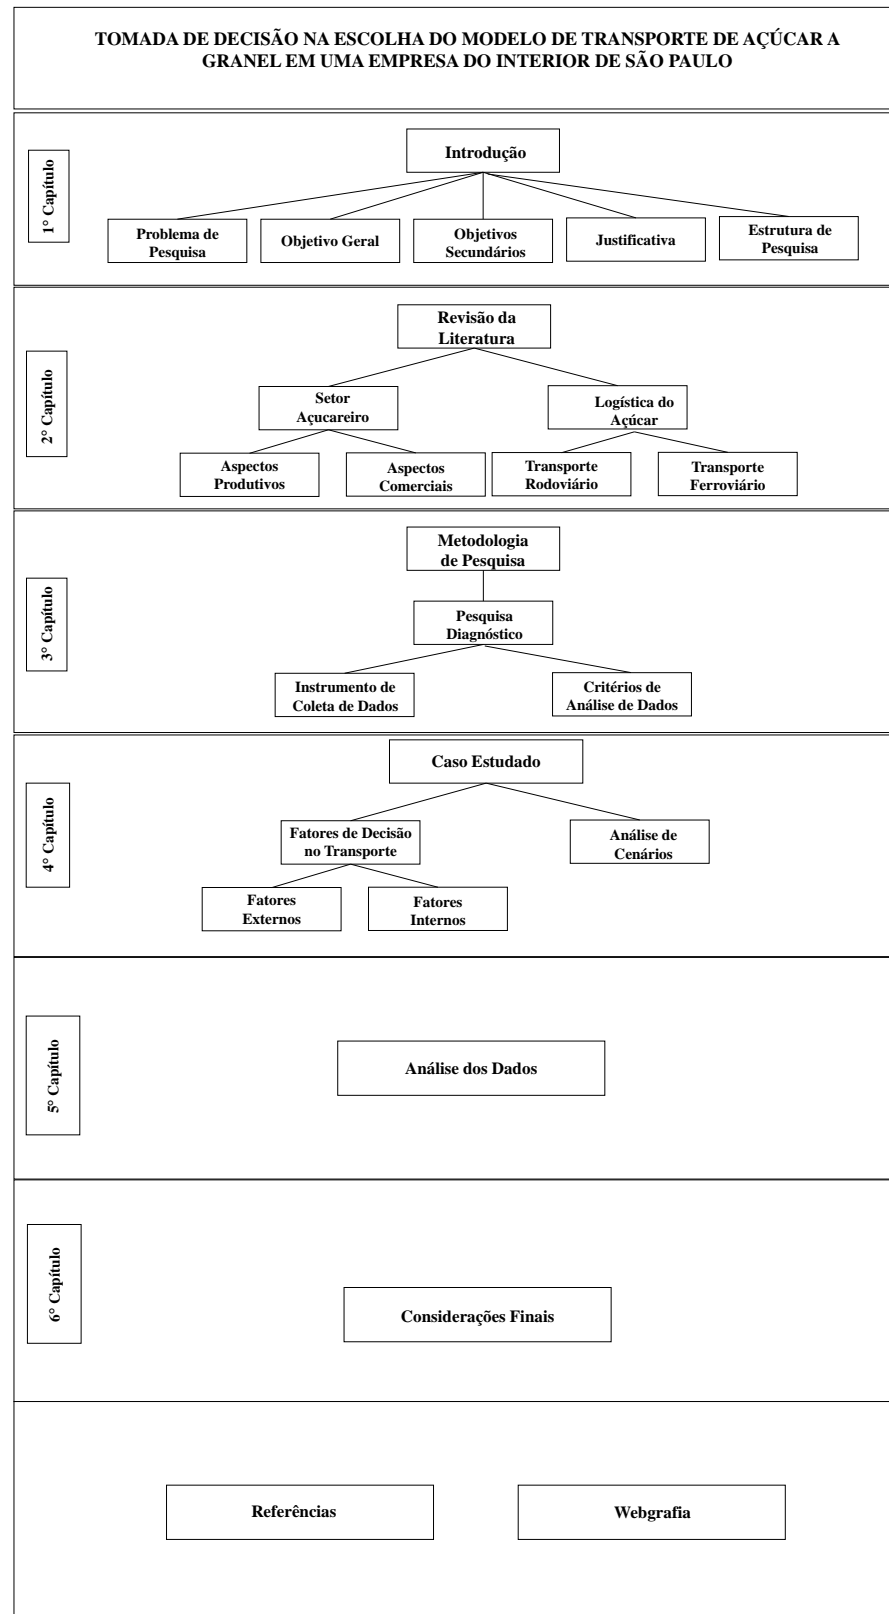 TOMADA DE DECISÃO NA ESCOLHA DO MODELO DE TRANSPORTE DE AÇÚCAR A
GRANEL EM UMA EMPRESA DO INTERIOR DE SÃO PAULO
1° Capítulo
Introdução
Problema de
Pesquisa
Objetivo Geral
Objetivos
Secundários
Justificativa
Estrutura de
Pesquisa
2° Capítulo
Revisão da
Literatura
Setor
Açucareiro
Logística do
Açúcar
Aspectos
Produtivos
Aspectos
Comerciais
Transporte
Rodoviário
Transporte
Ferroviário
3° Capítulo
Metodologia
de Pesquisa
Pesquisa
Diagnóstico
Instrumento de
Coleta de Dados
Critérios de
Análise de Dados
4° Capítulo
Caso Estudado
Fatores de Decisão
no Transporte
Análise de
Cenários
Fatores
Externos
Fatores
Internos
5° Capítulo
Análise dos Dados
6° Capítulo
Considerações Finais
Referências
Webgrafia